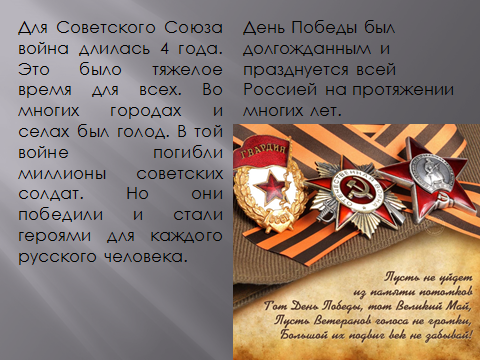 Для Советского Союза
война длилась 4 года.
Это было тяжелое
время для всех. Во
многих городах и
селах был голод. В той
войне погибли
миллионы советских
солдат. Но они
победили и стали
героями для каждого
русского человека.
День Победы был
долгожданным и
празднуется всей
Россией на протяжении
многих лет.
ГВАРДИЯ
Пусть не уйдет
из памяти потомков
Тот День Победы, тот Великий Май,
Пусть Ветеранов голоса не громки,
Большой их подвиг век не забывай!